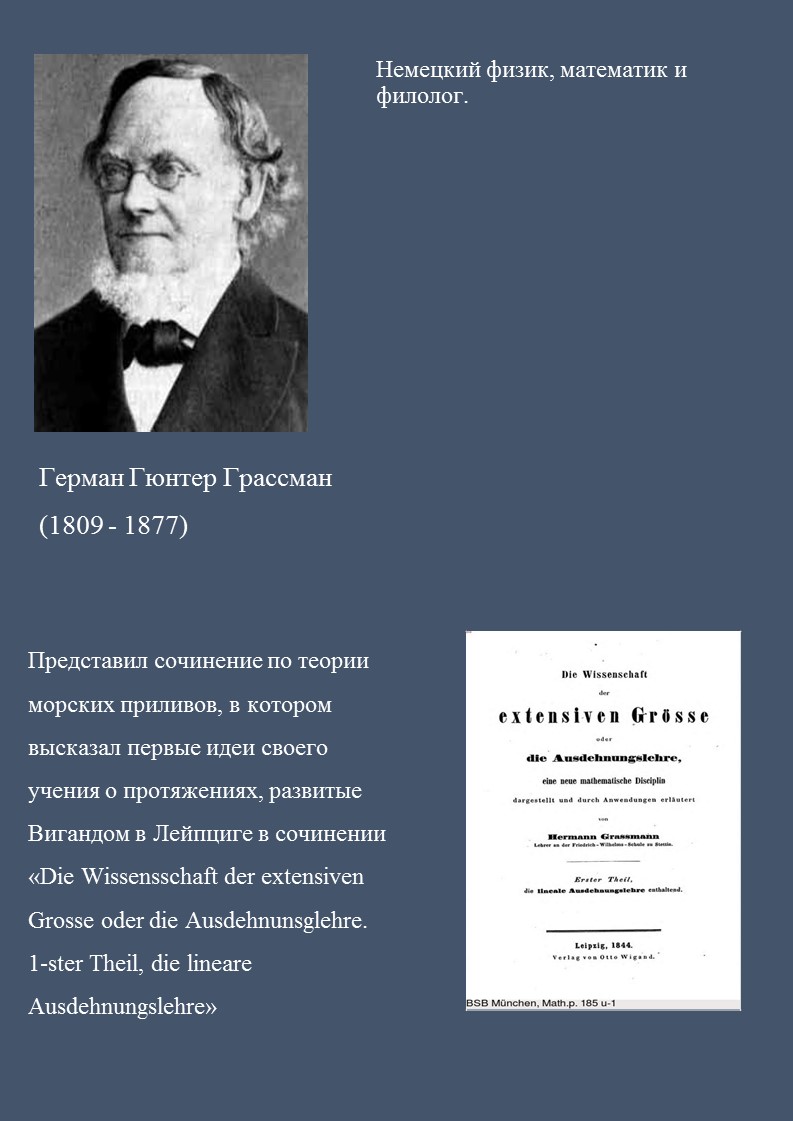 Немецкий физик, математик и
филолог.
Герман Гюнтер Грассман
(1809 - 1877)
Представил сочинение по теории
морских приливов, в котором
высказал первые идеи своего
учения о протяжениях, развитые
Вигандом в Лейпциге в сочинении
«Die Wissensschaft der extensiven
Grosse oder die Ausdehnunsglehre.
1-ster Theil, die lineare
Ausdehnungslehre»
Die Wissenschaft
der
extensiven Grösse
oder
die Ausdehnungslehre,
eine neue mathematische Disciplin
dargestellt und durch Anwendungen erläutert
von
Hermann Grassmann
Lehrer an der Friedrich-Wilhelms-Schule zu Stettin.
Erster Theil,
die lineale Ausdehnungslehre enthaltend.
Leipzig, 1844.
Verlag von Otto Wigand.
BSB München, Math.p. 185 u-1